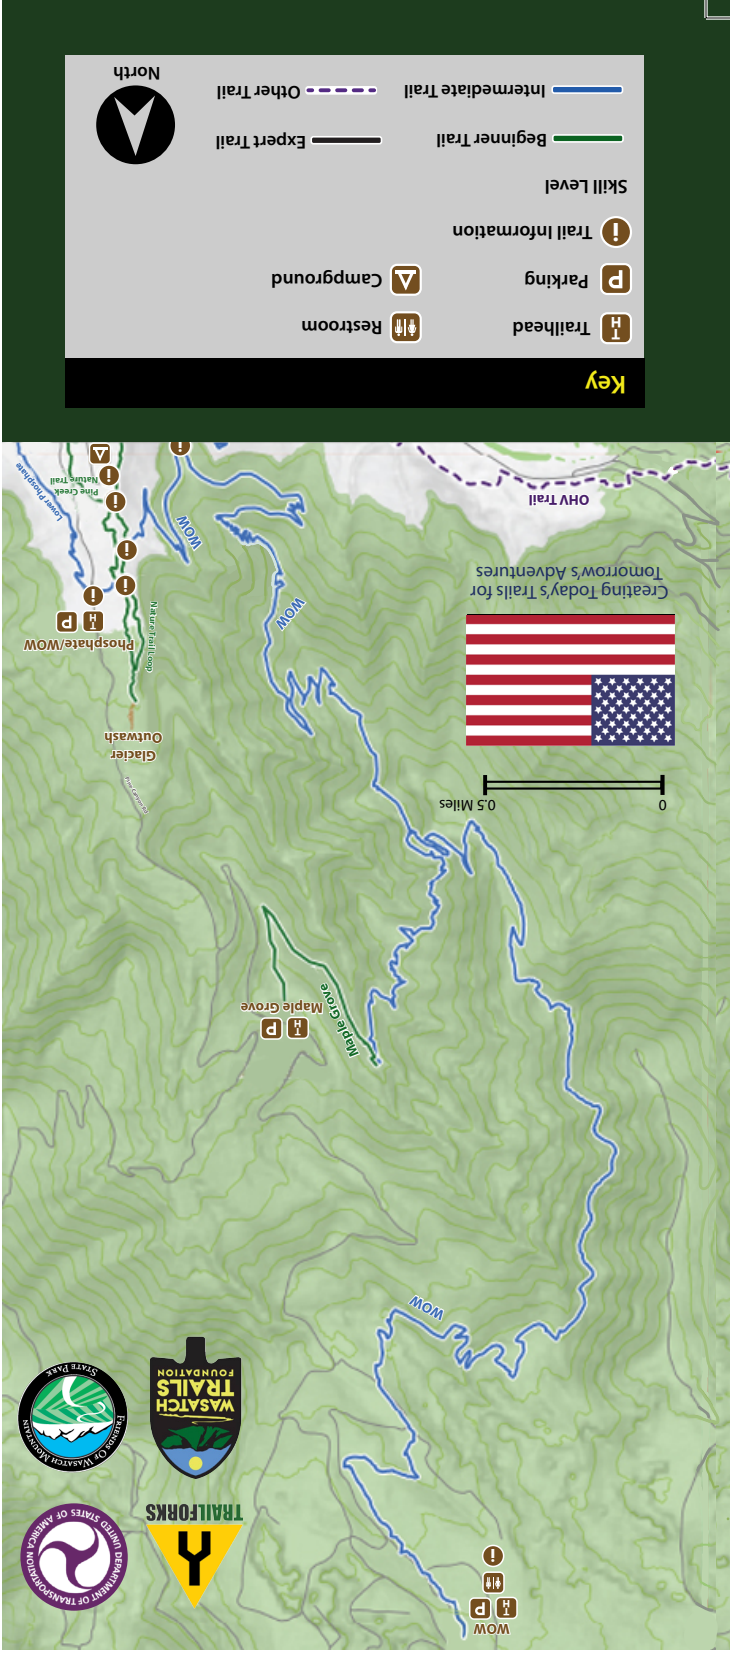 WOW
UNITED DEPARTMENT OF TRANSPORTATION
STATES OF AMERICA
TRAILFORKS
FRIENDS OF WASATCH MOUNTAIN
STATE PARK
WASATCH
TRAILS
FOUNDATION
WOW
Maple Grove
Maple Grove
0
0.5 Miles
Pine Canyon Rd
Glacier
Outwash
Phosphate/WOW
Nature Trail Loop
Creating Today's Trails for
Tomorrow's Adventures
WOW
WOW
OHV Trail
Lower Phosphate
Pine Creek
Nature Trail
Key
Trailhead
Restroom
Parking
Campground
Trail Information
Skill Level
Beginner Trail
Expert Trail
Intermediate Trail
Other Trail
North